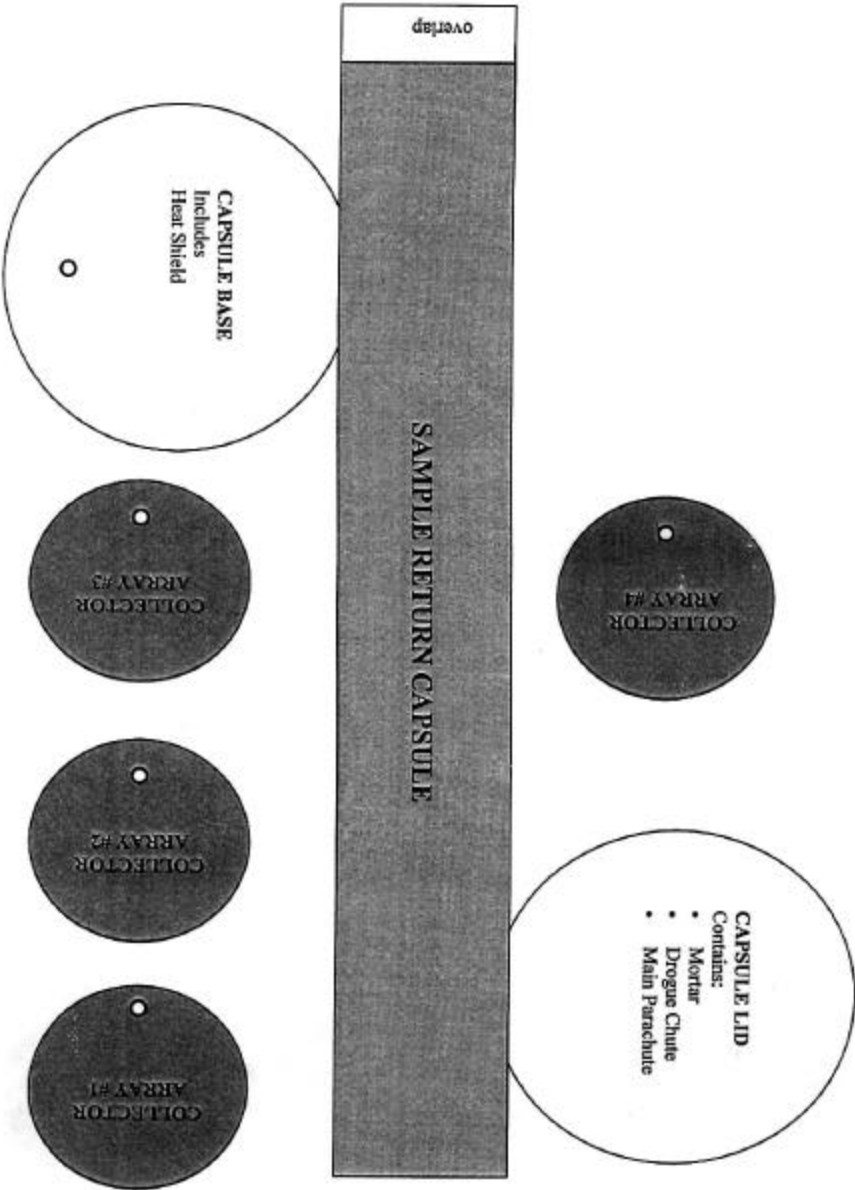 overlap
CAPSULE BASE
Includes
Heat Shield
SAMPLE RETURN CAPSULE
COLLECTOR
ARRAY #3
COLLECTOR
ARRAY #4
COLLECTOR
ARRAY #2
CAPSULE LID
Contains:
• Mortar
• Drogue Chute
• Main Parachute
COLLECTOR
ARRAY #1